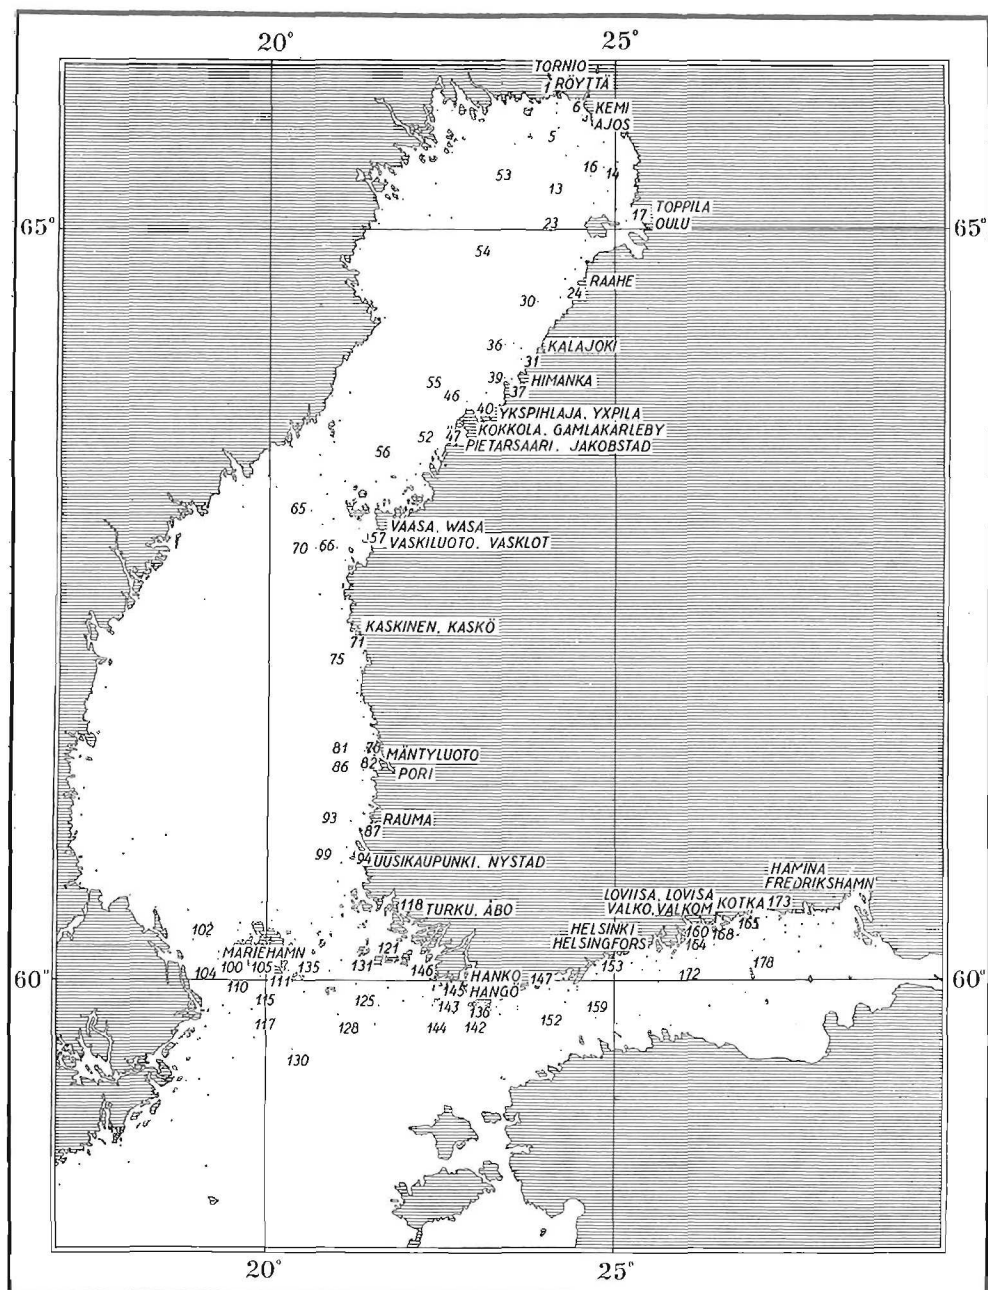 20° 25°
TORNIO
1 RÖYTTÄ
6 KEMI
AJOS
5
16
14
53
13
17 TOPPILA
OULU
65° 23 65°
54
RAAHE
24
30
36 KALAJOKI
31
39 HIMANKA
55
37
46
40 YKSPIHLAJA, YXPILA
KOKKOLA, GAMLAKARLEBY
52 47
PIETARSAARI, JAKOBSTAD
56
65
VAASA, WASA
57
VASKILUOTO, VASKLOT
70 66
KASKINEN, KASKÖ
71
75
81 76
MÄNTYLUOTO
82
86
PORI
93 RAUMA
87
99 94
UUSIKAUPUNKI, NYSTAD
HAMINA
FREDRIKSHAMN
LOVIISA, LOVISA
118 TURKU, ÅBO
VALKO, VALKOM KOTKA 173
165
102 HELSINKI 160 168
HELSINGFORS 164
121
MARIEHAMN
104 100 105 135 131 146 153 178
172
60° 111 HANKO 147 60°
110 145 HANGÖ
115 125 143 136 159
117 128 144 142 152
130
20° 25°